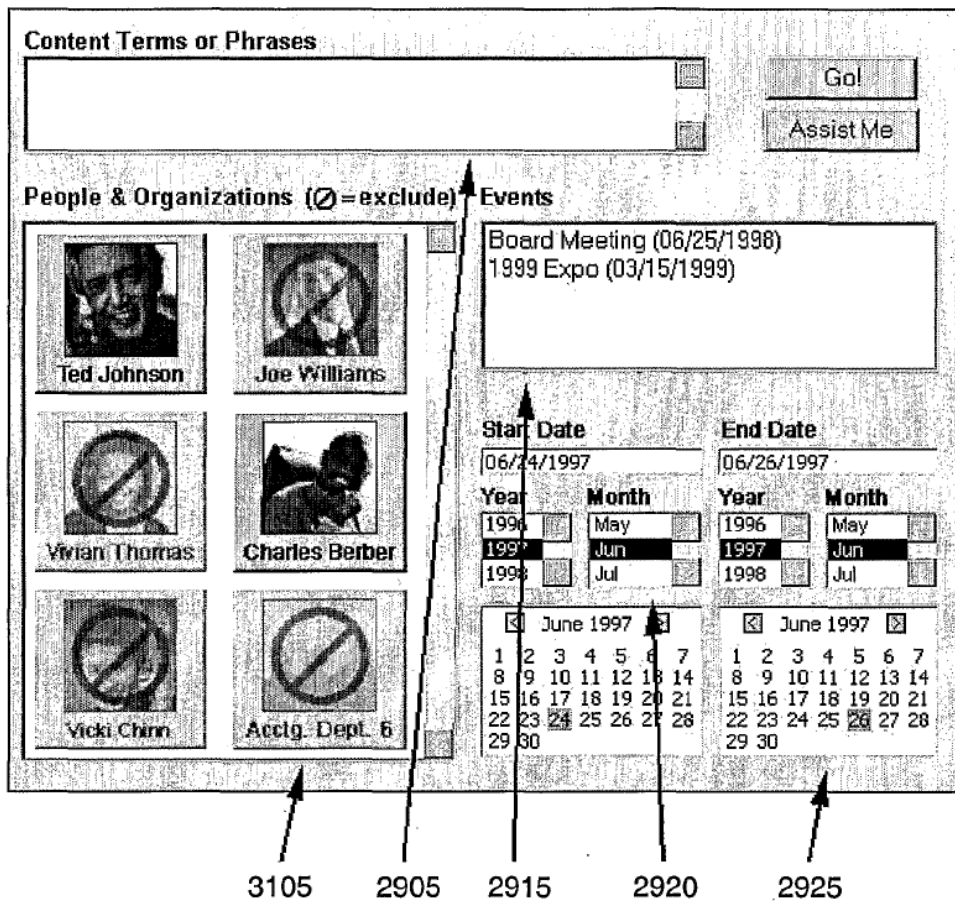 Content Terms or Phrases
Go!
Assist Me
People & Organizations (⊘=exclude)
Events
Board Meeting (06/25/1998)
1999 Expo (03/15/1999)
Ted Johnson
Joe Williams
Vivian Thomas
Charles Berber
Vicki Chinn
Acctg. Dept. 6
Start Date
End Date
06/24/1997
06/26/1997
Year Month Year Month
1996 May 1996 May
1997 Jun 1997 Jun
1998 Jul 1998 Jul
< June 1997 > < June 1997 >
1 2 3 4 5 6 7 1 2 3 4 5 6 7
8 9 10 11 12 13 14 8 9 10 11 12 13 14
15 16 17 18 19 20 21 15 16 17 18 19 20 21
22 23 24 25 26 27 28 22 23 24 25 26 27 28
29 30 29 30
3105 2905 2915 2920 2925